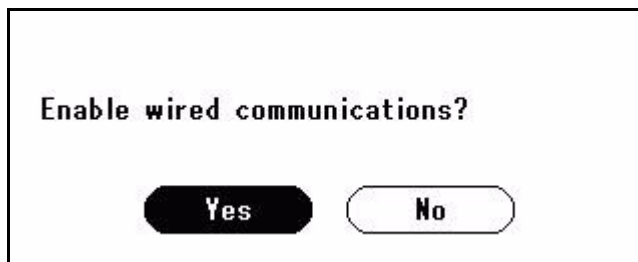 Enable wired communications?
Yes No